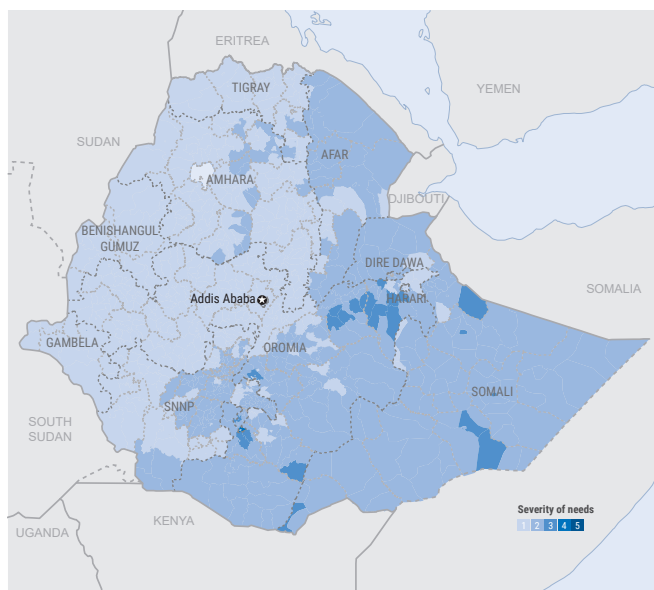 ERITREA
TIGRAY
YEMEN
SUDAN
AFAR
AMHARA
DJIBOUTI
BENISHANGUL
GUMUZ
DIRE DAWA
Addis Ababa
HARARI
SOMALIA
GAMBELA
OROMIA
SOMALI
SNNP
SOUTH
SUDAN
Severity of needs
1 2 3 4 5
KENYA
UGANDA